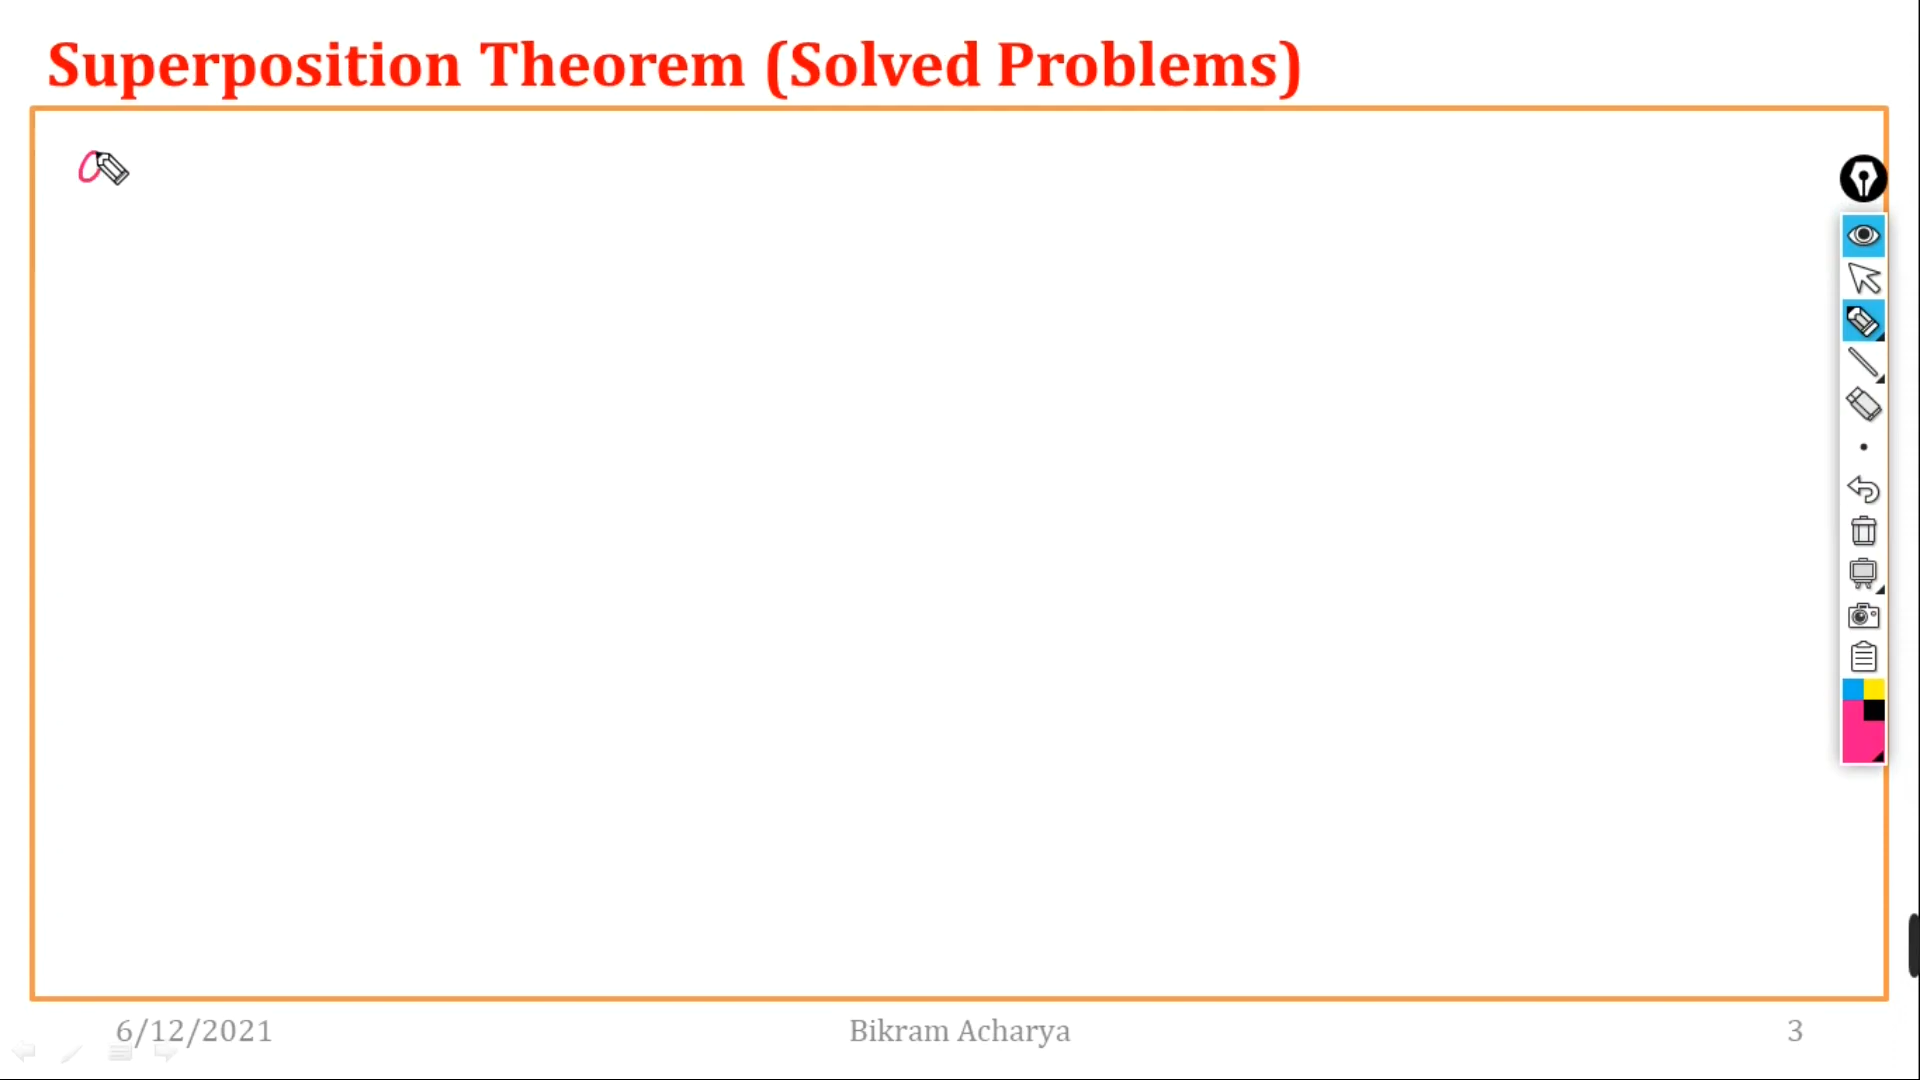 Superposition Theorem (Solved Problems)
6/12/2021
Bikram Acharya
3